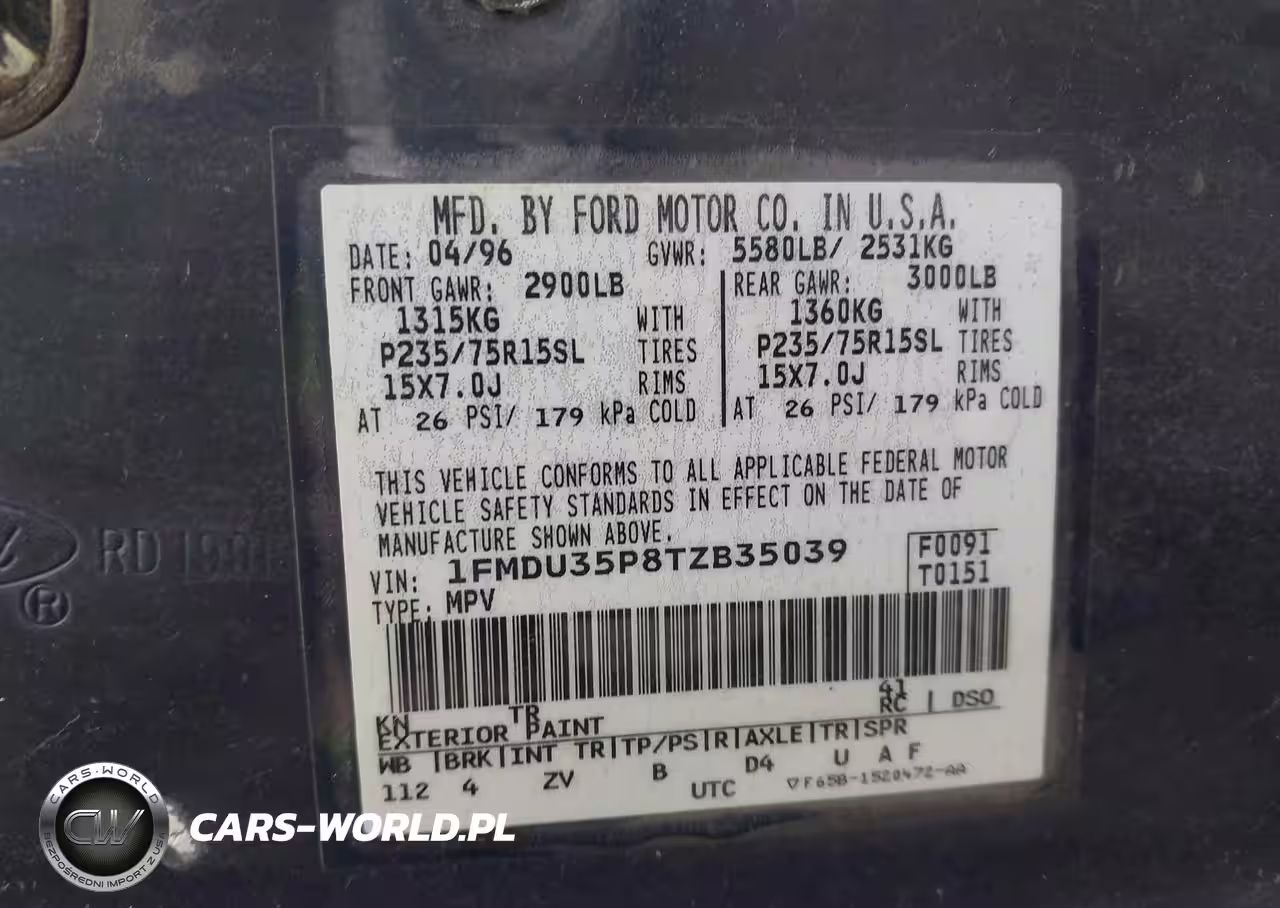 MFD. BY FORD MOTOR CO. IN U.S.A.
DATE: 04/96 GVWR: 5580LB/ 2531KG
FRONT GAWR: 2900LB REAR GAWR: 3000LB
1315KG WITH 1360KG WITH
P235/75R15SL TIRES P235/75R15SL TIRES
15X7.0J RIMS 15X7.0J RIMS
AT 26 PSI/ 179 kPa COLD AT 26 PSI/ 179 kPa COLD
THIS VEHICLE CONFORMS TO ALL APPLICABLE FEDERAL MOTOR
VEHICLE SAFETY STANDARDS IN EFFECT ON THE DATE OF
MANUFACTURE SHOWN ABOVE.
VIN: 1FMDU35P8TZB35039 F0091
TYPE: MPV T0151
KN TR 41
EXTERIOR PAINT RC | DSO
WB |BRK|INT TR|TP/PS|R|AXLE|TR|SPR
112 4 ZV B D4 U A F
UTC ▽F65B-1520472-AA
RD
®
CARS-WORLD
CW
BEZPOŚREDNI IMPORT Z USA
CARS-WORLD.PL